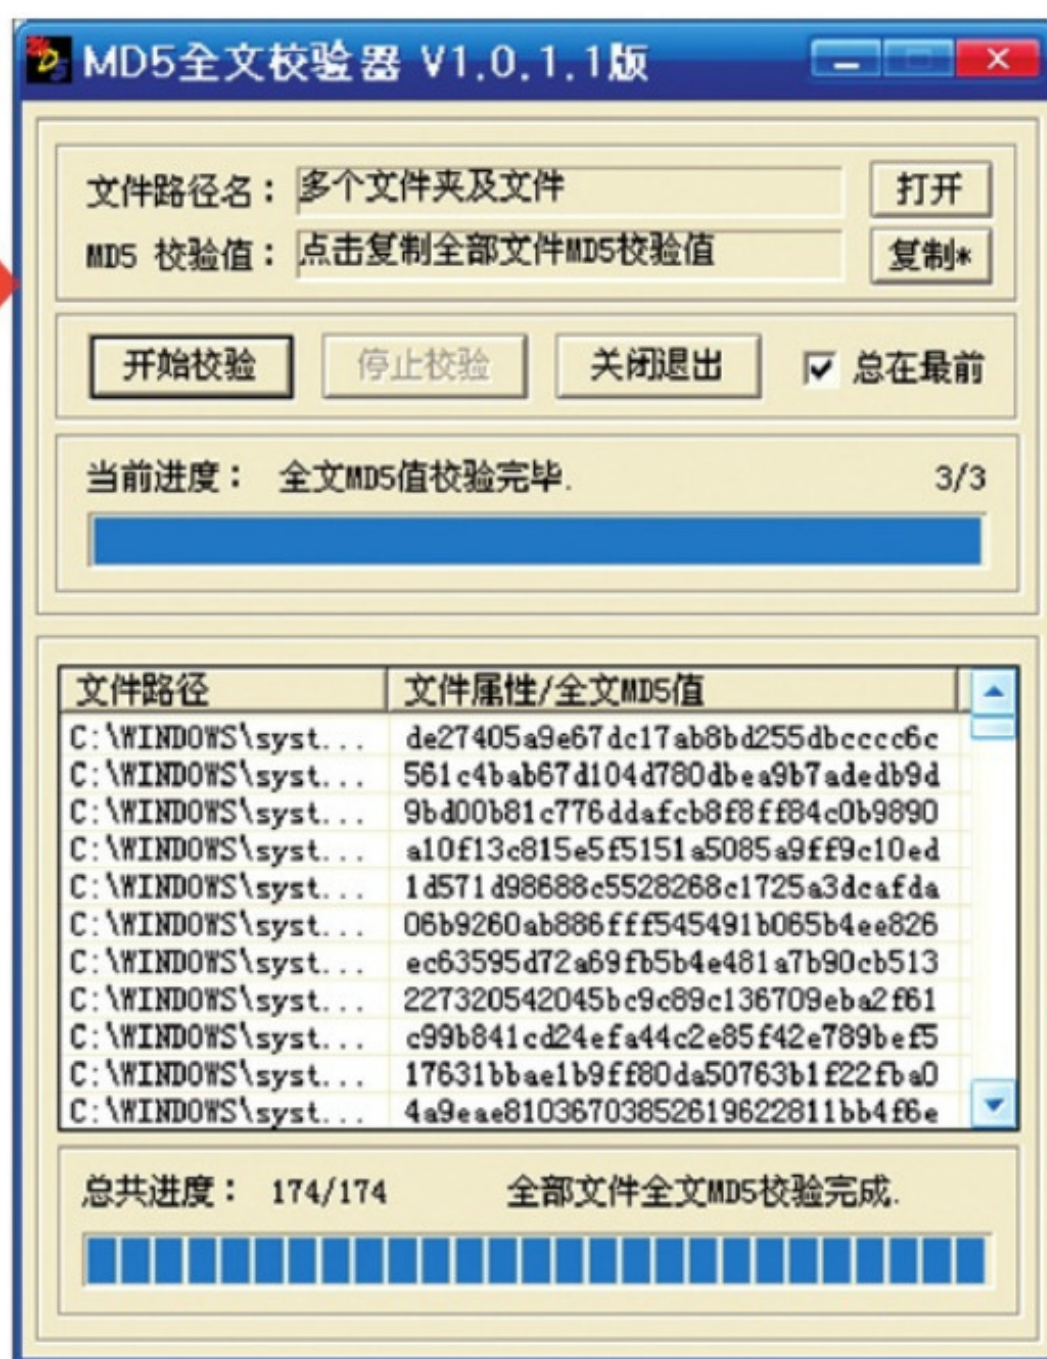 MD5全文校验器 V1.0.1.1版
文件路径名: 多个文件夹及文件 打开
MD5 校验值: 点击复制全部文件MD5校验值 复制*
开始校验 停止校验 关闭退出 总在最前
当前进度: 全文MD5值校验完毕. 3/3
文件路径 文件属性/全文MD5值
C:\WINDOWS\syst... de27405a9e67dc17ab8bd255dbcccc6c
C:\WINDOWS\syst... 561c4bab67d104d780dbea9b7adedb9d
C:\WINDOWS\syst... 9bd00b81c776ddafcb8f8ff84c0b9890
C:\WINDOWS\syst... a10f13c815e5f5151a5085a9ff9c10ed
C:\WINDOWS\syst... 1d571d98688c5528268c1725a3dcafda
C:\WINDOWS\syst... 06b9260ab886fff545491b065b4ee826
C:\WINDOWS\syst... ec63595d72a69fb5b4e481a7b90cb513
C:\WINDOWS\syst... 227320542045bc9c89c136709eba2f61
C:\WINDOWS\syst... c99b841cd24efa44c2e85f42e789bef5
C:\WINDOWS\syst... 17631bbae1b9ff80da50763b1f22fba0
C:\WINDOWS\syst... 4a9eae81036703852619622811bb4f6e
总共进度: 174/174 全部文件全文MD5校验完成.